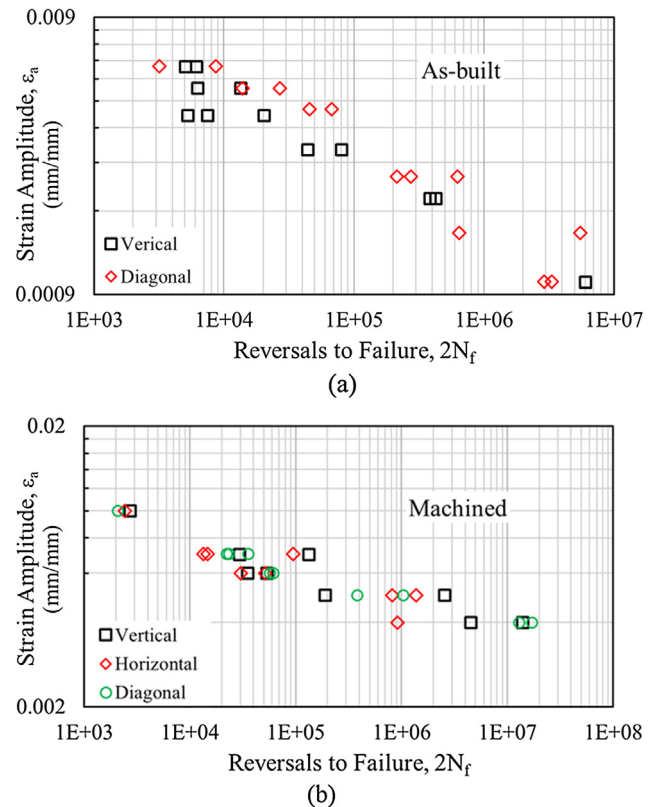 0.009
As-built
Strain Amplitude, εa
(mm/mm)
Verical
Diagonal
0.0009
1E+03 1E+04 1E+05 1E+06 1E+07
Reversals to Failure, 2Nf
(a)
0.02
Machined
Strain Amplitude, εa
(mm/mm)
Vertical
Horizontal
Diagonal
0.002
1E+03 1E+04 1E+05 1E+06 1E+07 1E+08
Reversals to Failure, 2Nf
(b)